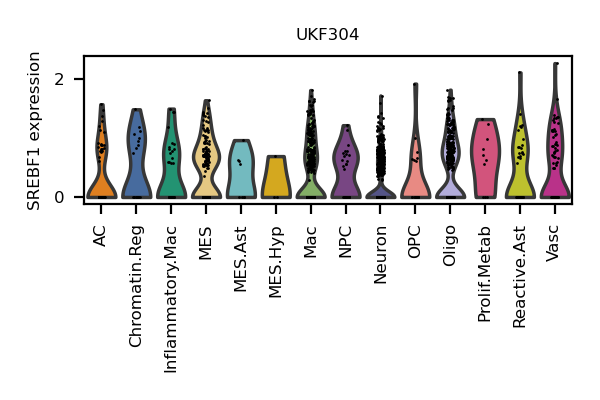 UKF304
SREBF1 expression
2
0
AC
Chromatin.Reg
Inflammatory.Mac
MES
MES.Ast
MES.Hyp
Mac
NPC
Neuron
OPC
Oligo
Prolif.Metab
Reactive.Ast
Vasc